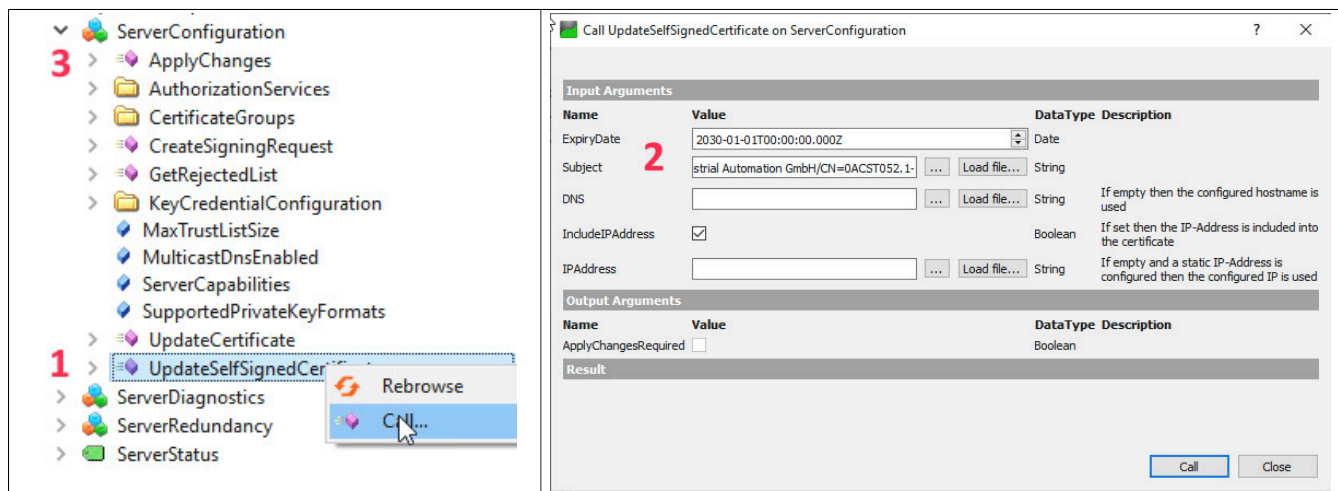 ServerConfiguration
3
ApplyChanges
AuthorizationServices
CertificateGroups
CreateSigningRequest
GetRejectedList
KeyCredentialConfiguration
MaxTrustListSize
MulticastDnsEnabled
ServerCapabilities
SupportedPrivateKeyFormats
UpdateCertificate
1
UpdateSelfSignedCertificat
Rebrowse
ServerDiagnostics
Call...
ServerRedundancy
ServerStatus
Call UpdateSelfSignedCertificate on ServerConfiguration
? ×
Input Arguments
Name Value DataType Description
ExpiryDate 2030-01-01T00:00:00.000Z Date
2
Subject strial Automation GmbH/CN=0ACST052.1- ... Load file... String
DNS ... Load file... String If empty then the configured hostname is
used
IncludeIPAddress Boolean If set then the IP-Address is included into
the certificate
IPAddress ... Load file... String If empty and a static IP-Address is
configured then the configured IP is used
Output Arguments
Name Value DataType Description
ApplyChangesRequired Boolean
Result
Call Close